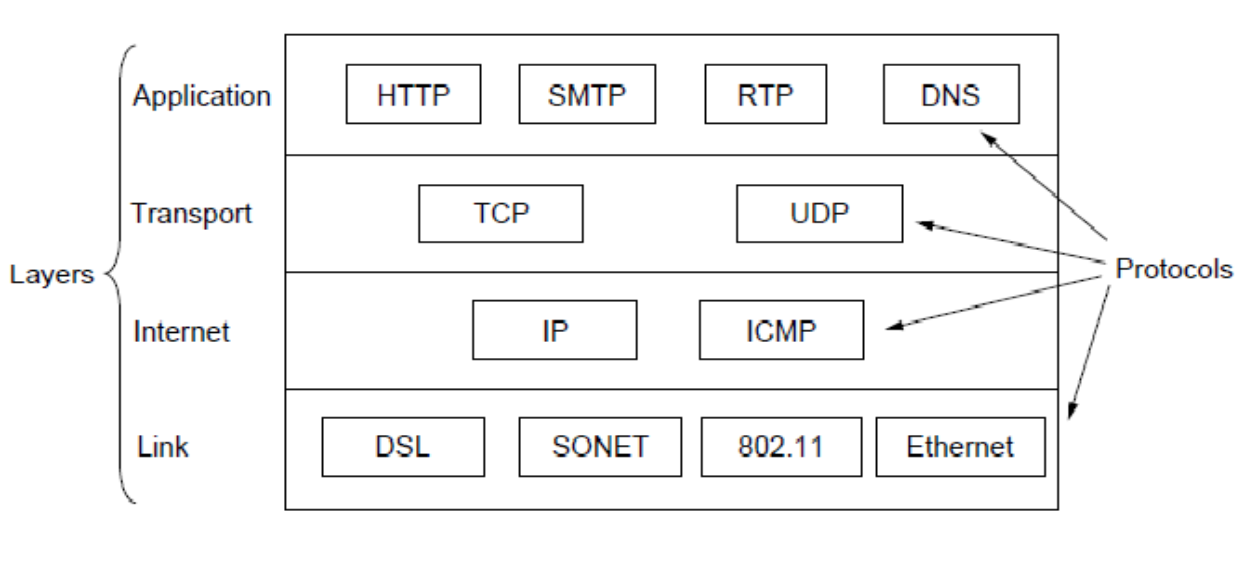 Application
HTTP
SMTP
RTP
DNS
Transport
TCP
UDP
Layers
Protocols
Internet
IP
ICMP
Link
DSL
SONET
802.11
Ethernet